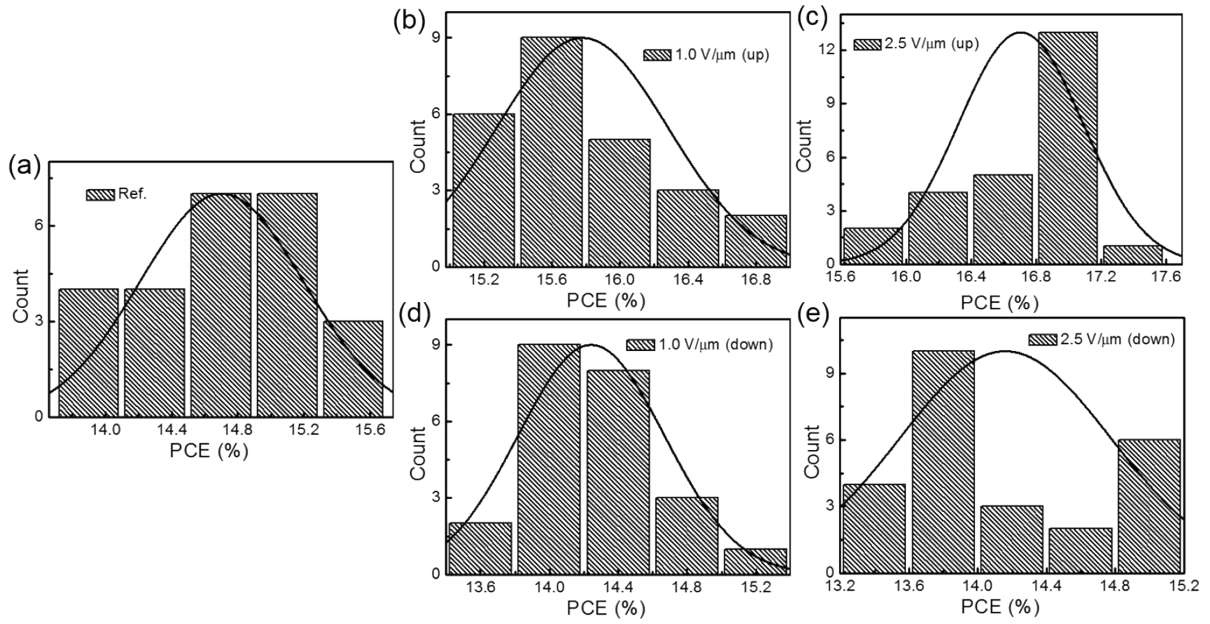 (a)
Ref.
Count
6
3
0
14.0 14.4 14.8 15.2 15.6
PCE (%)
(b)
1.0 V/μm (up)
Count
9
6
3
0
15.2 15.6 16.0 16.4 16.8
PCE (%)
(c)
2.5 V/μm (up)
Count
12
9
6
3
0
15.6 16.0 16.4 16.8 17.2 17.6
PCE (%)
(d)
1.0 V/μm (down)
Count
9
6
3
0
13.6 14.0 14.4 14.8 15.2
PCE (%)
(e)
2.5 V/μm (down)
Count
9
6
3
0
13.2 13.6 14.0 14.4 14.8 15.2
PCE (%)